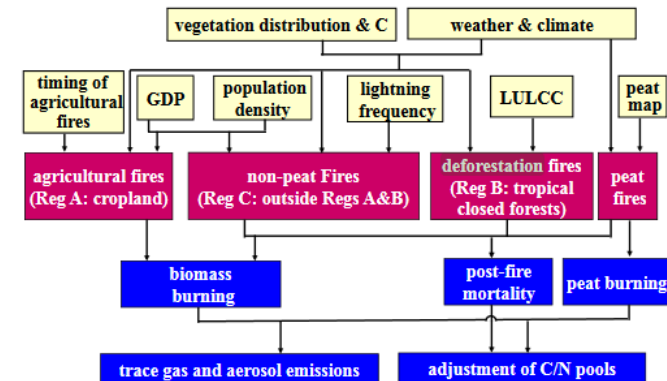 vegetation distribution & C
weather & climate
timing of
agricultural
fires
GDP
population
density
lightning
frequency
LULCC
peat
map
agricultural fires
(Reg A: cropland)
non-peat Fires
(Reg C: outside Regs A&B)
deforestation fires
(Reg B: tropical
closed forests)
peat
fires
biomass
burning
post-fire
mortality
peat burning
trace gas and aerosol emissions
adjustment of C/N pools